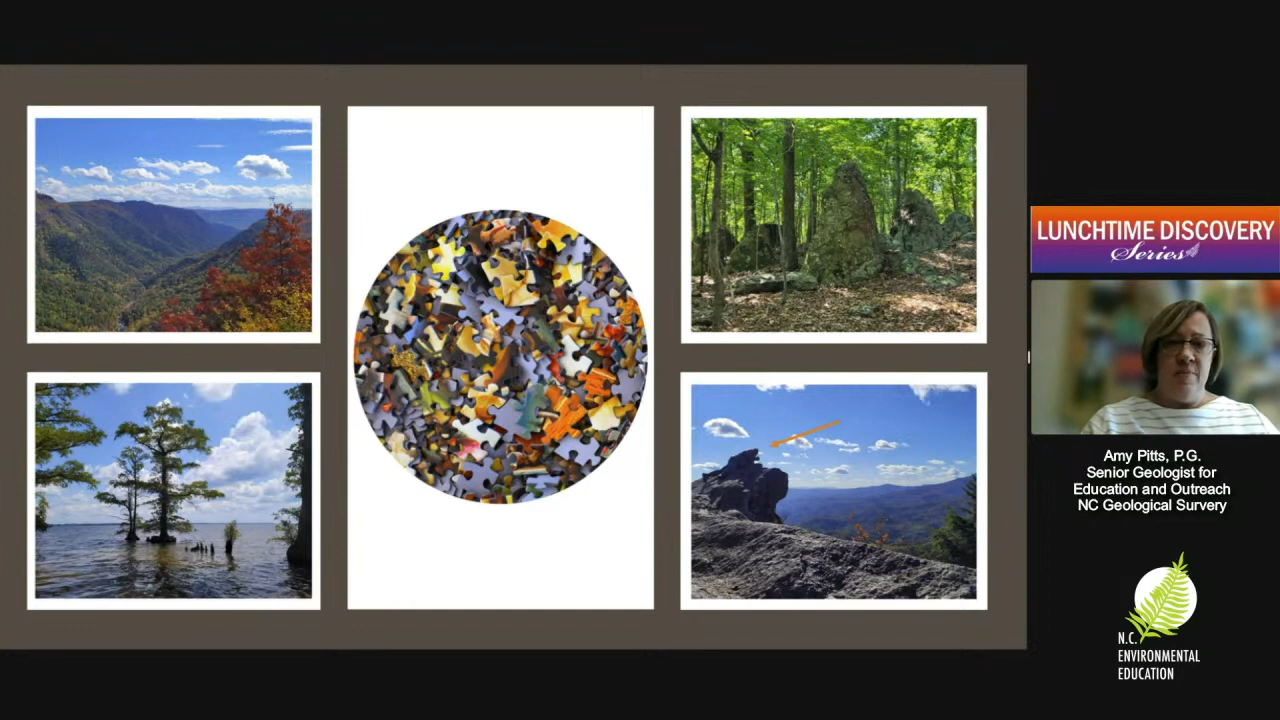 LUNCHTIME DISCOVERY
Series
Amy Pitts, P.G.
Senior Geologist for
Education and Outreach
NC Geological Survery
N.C.
ENVIRONMENTAL
EDUCATION